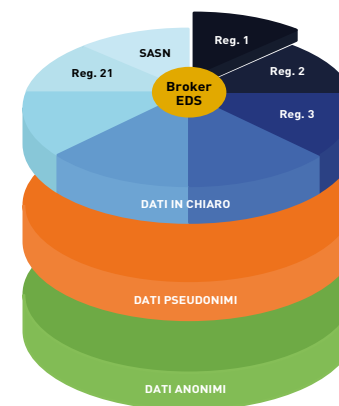 Reg. 1
SASN
Reg. 2
Reg. 21
Broker
EDS
Reg. 3
DATI IN CHIARO
DATI PSEUDONIMI
DATI ANONIMI